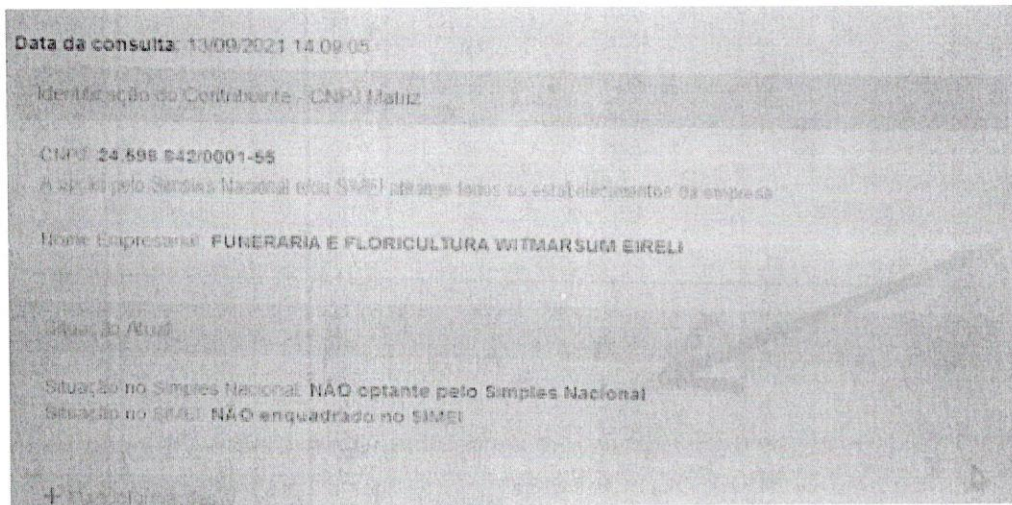 Data da consulta: 13/09/2021 14:09:05
Identificação do Contribuinte - CNPJ Matriz
CNPJ: 24.598.842/0001-55
A opção pelo Simples Nacional e/ou SIMEI abrange todos os estabelecimentos da empresa
Nome Empresarial: FUNERARIA E FLORICULTURA WITMARSUM EIRELI
Situação Atual
Situação no Simples Nacional: NÃO optante pelo Simples Nacional
Situação no SIMEI: NÃO enquadrado no SIMEI
+